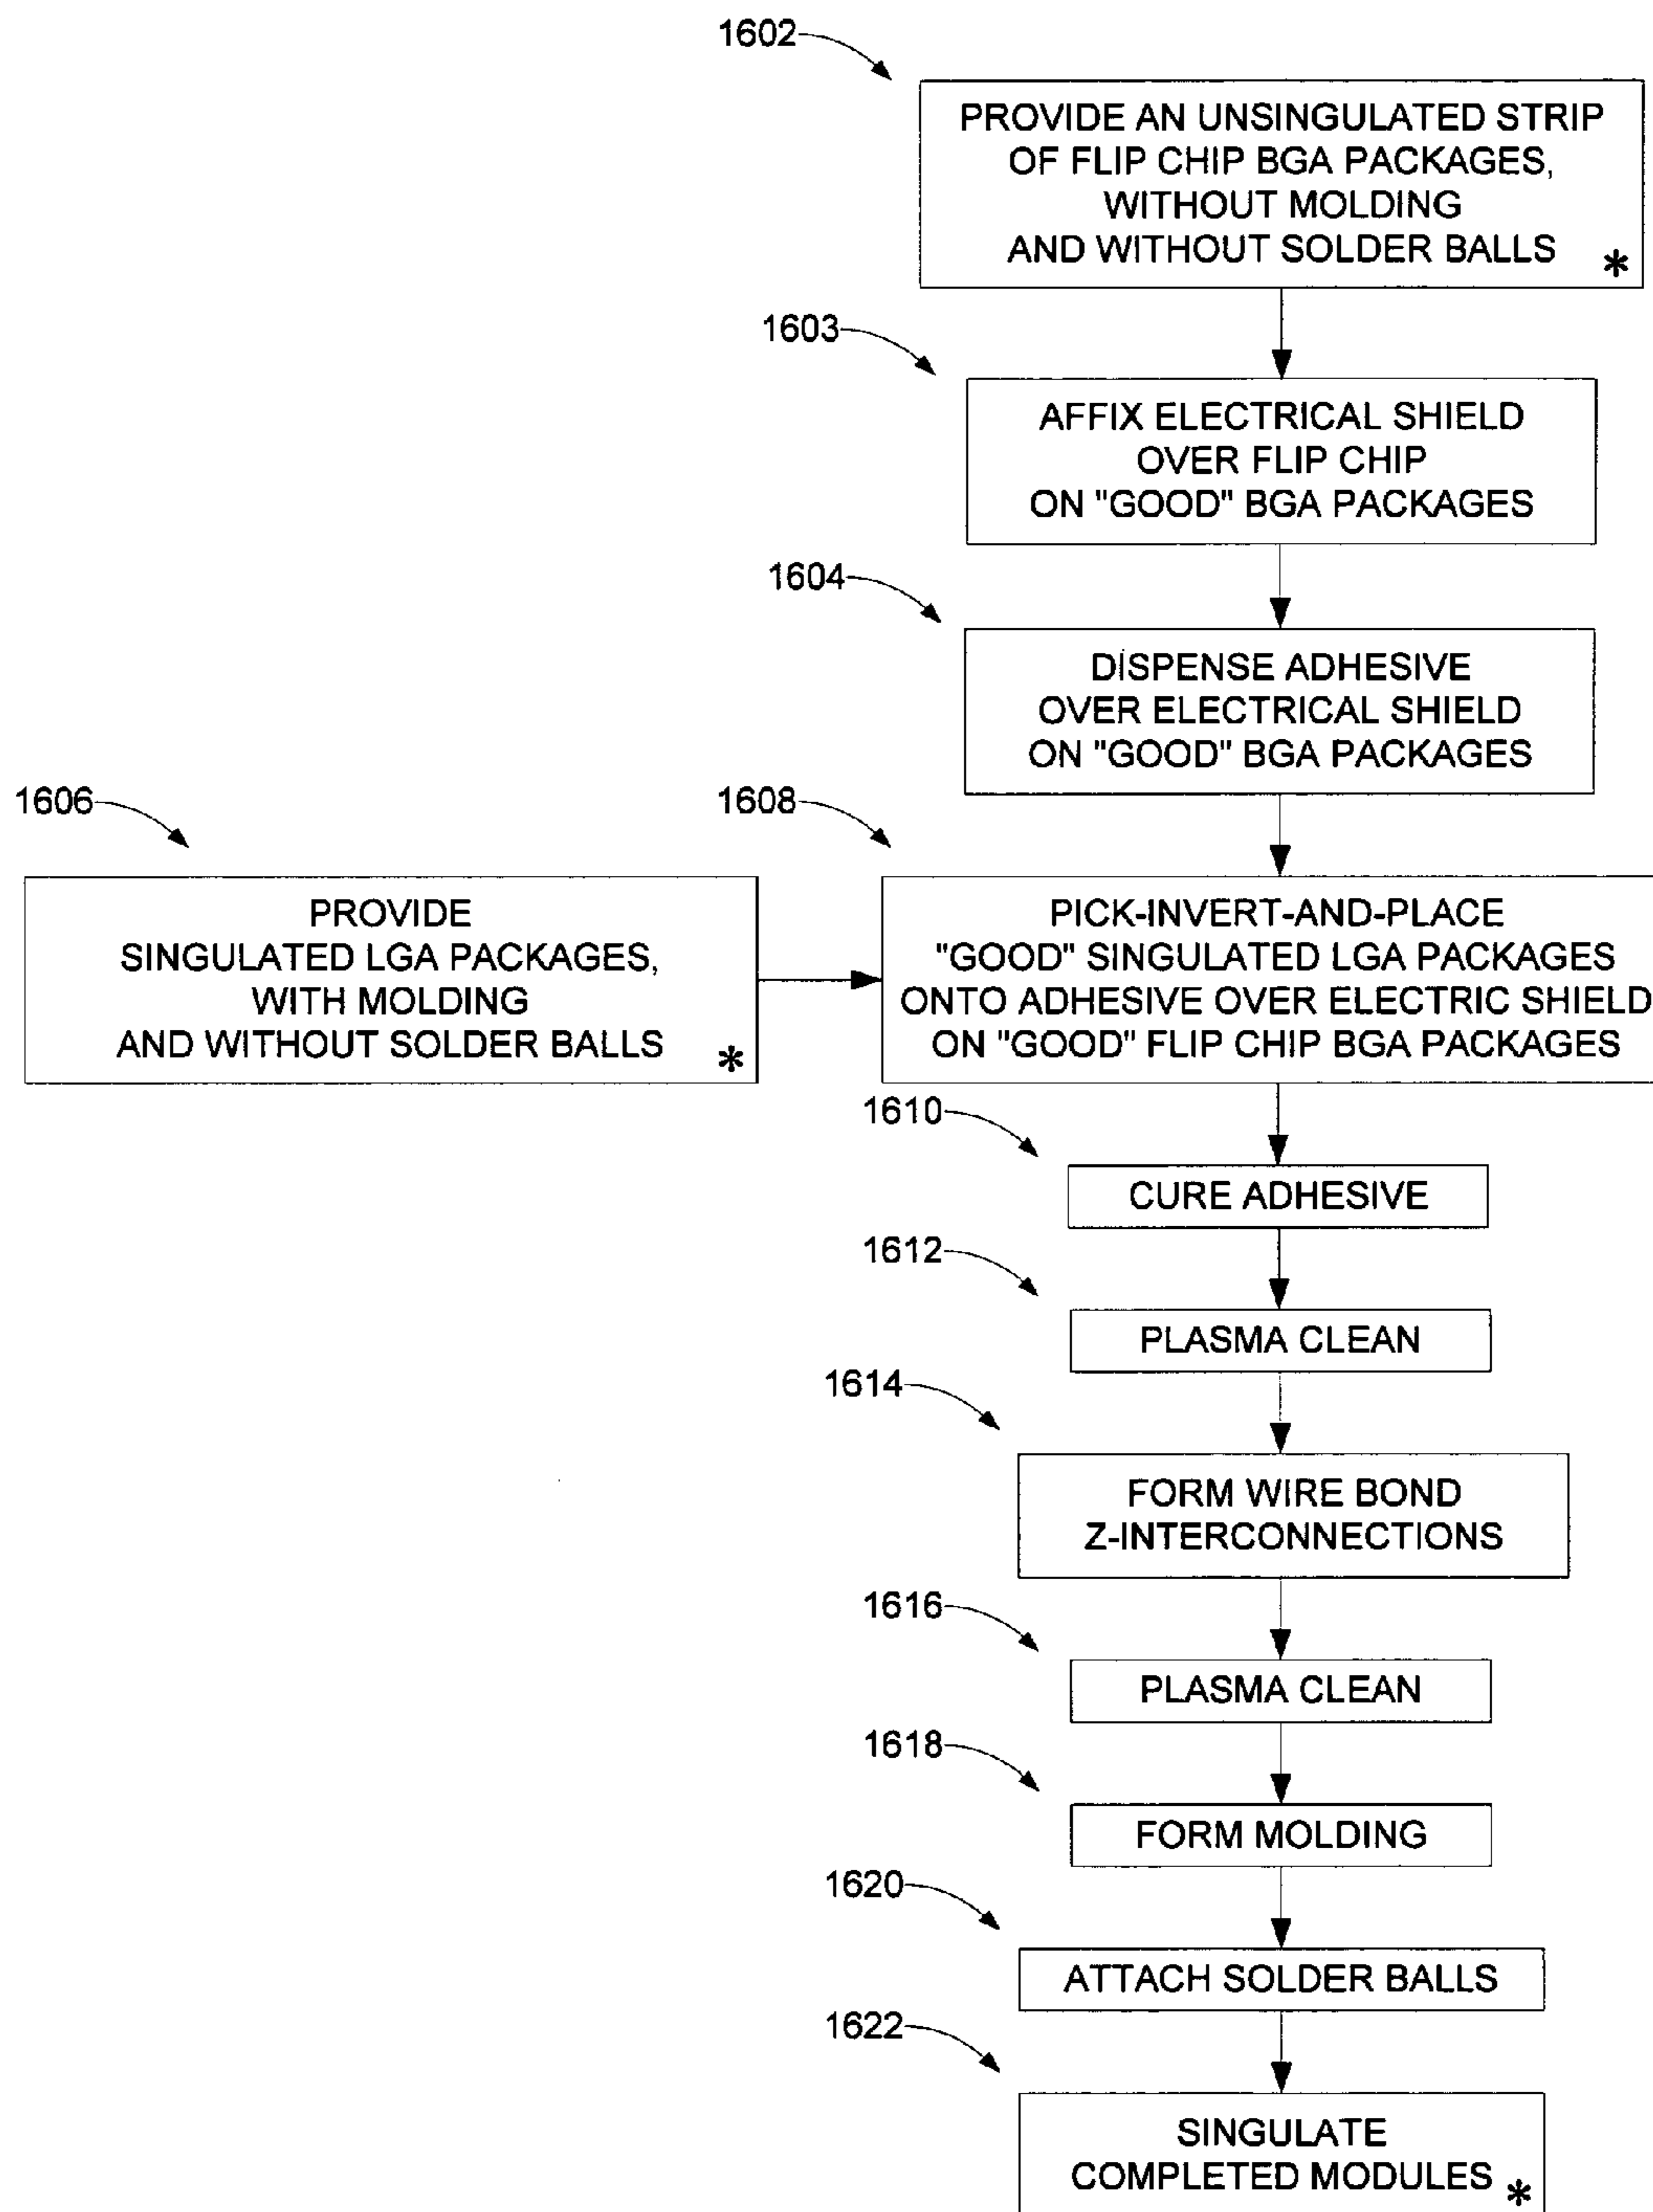 1602
PROVIDE AN UNSINGULATED STRIP
OF FLIP CHIP BGA PACKAGES,
WITHOUT MOLDING
AND WITHOUT SOLDER BALLS *
1603
AFFIX ELECTRICAL SHIELD
OVER FLIP CHIP
ON "GOOD" BGA PACKAGES
1604
DISPENSE ADHESIVE
OVER ELECTRICAL SHIELD
ON "GOOD" BGA PACKAGES
1606
PROVIDE
SINGULATED LGA PACKAGES,
WITH MOLDING
AND WITHOUT SOLDER BALLS *
1608
PICK-INVERT-AND-PLACE
"GOOD" SINGULATED LGA PACKAGES
ONTO ADHESIVE OVER ELECTRIC SHIELD
ON "GOOD" FLIP CHIP BGA PACKAGES
1610
CURE ADHESIVE
1612
PLASMA CLEAN
1614
FORM WIRE BOND
Z-INTERCONNECTIONS
1616
PLASMA CLEAN
1618
FORM MOLDING
1620
ATTACH SOLDER BALLS
1622
SINGULATE
COMPLETED MODULES *